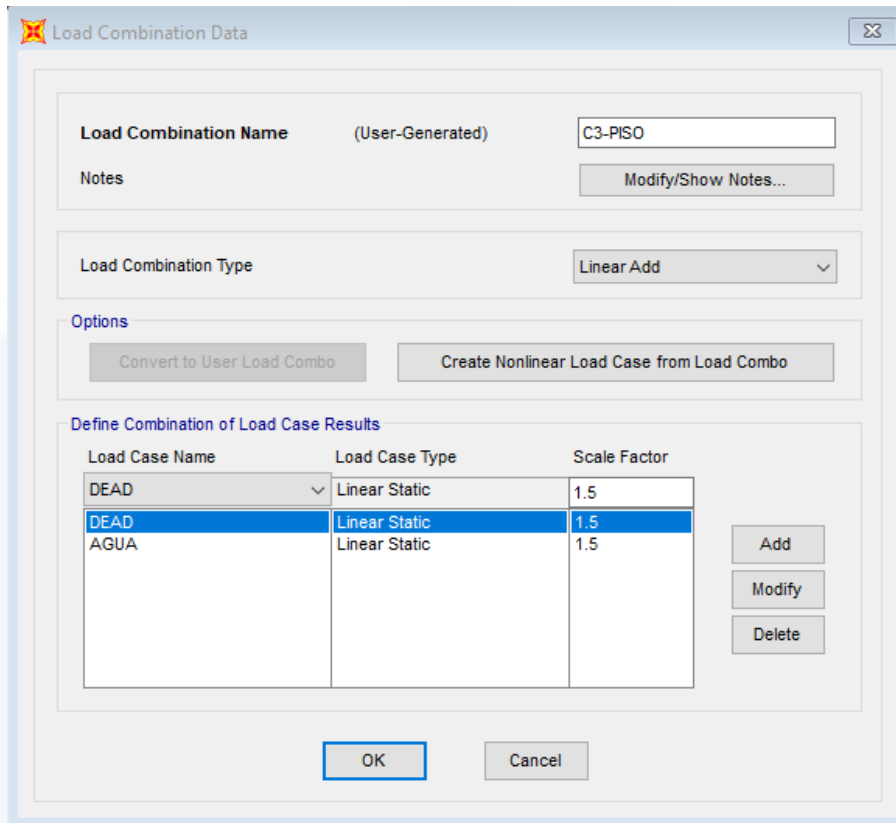 Load Combination Data
Load Combination Name (User-Generated) C3-PISO
Notes Modify/Show Notes...
Load Combination Type Linear Add
Options
Convert to User Load Combo Create Nonlinear Load Case from Load Combo
Define Combination of Load Case Results
Load Case Name Load Case Type Scale Factor
DEAD Linear Static 1.5
DEAD Linear Static 1.5
AGUA Linear Static 1.5
Add
Modify
Delete
OK Cancel